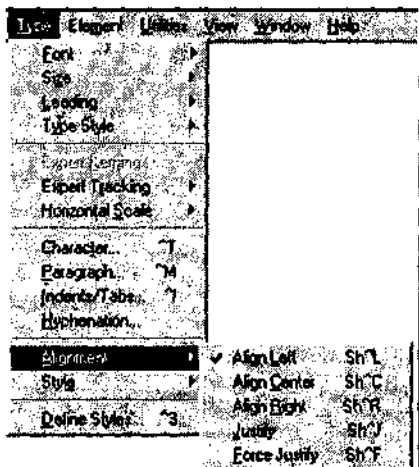 Type Element Utilities View Window Help
Font
Size
Leading
Type Style
Expert Kerning...
Expert Tracking
Horizontal Scale
Character... ^T
Paragraph... ^M
Indents/Tabs... ^I
Hyphenation...
Alignment
Style
Define Styles... ^3
✓ Align Left Sh^L
Align Center Sh^C
Align Right Sh^R
Justify Sh^J
Force Justify Sh^F